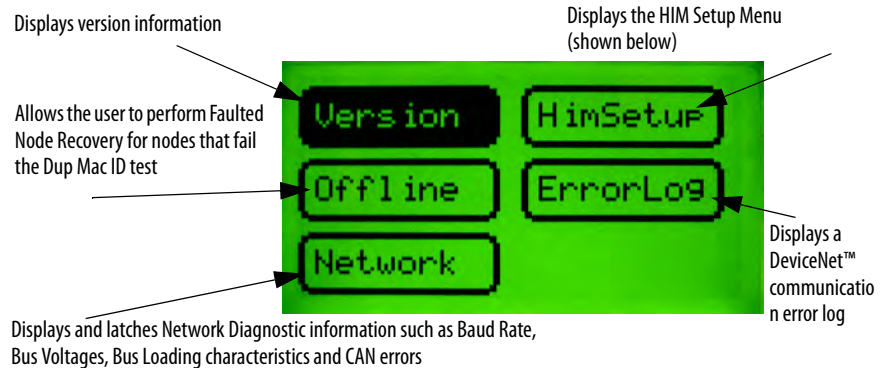 Displays version information
Displays the HIM Setup Menu
(shown below)
Allows the user to perform Faulted
Node Recovery for nodes that fail
the Dup Mac ID test
Version
HimSetup
Offline
ErrorLog
Network
Displays a
DeviceNet™
communicatio
n error log
Displays and latches Network Diagnostic information such as Baud Rate,
Bus Voltages, Bus Loading characteristics and CAN errors